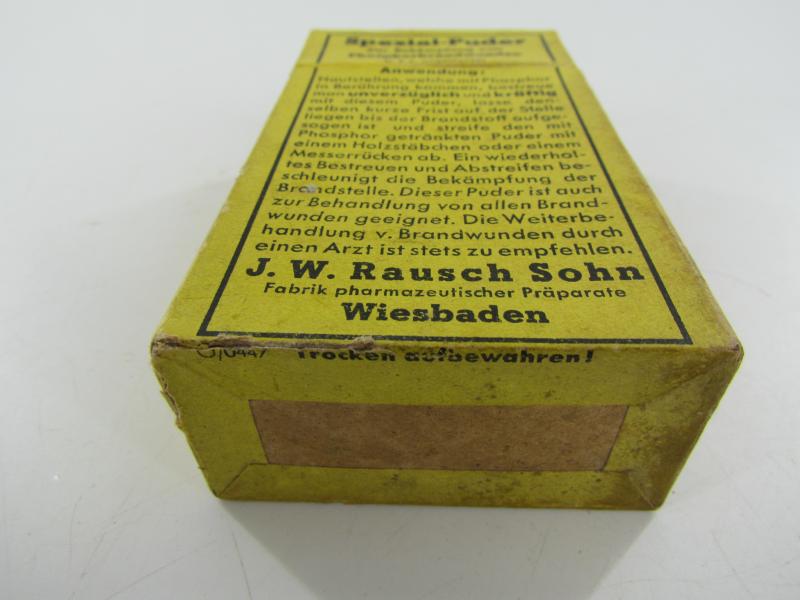 Spezial-Puder
zur Bekämpfung von
Phosphorbrandwunden
Anwendung:
Hautstellen, welche mit Phosphor
in Berührung kommen, bestreue
man unverzüglich und kräftig
mit diesem Puder, lasse den-
selben kurze Frist auf der Stelle
liegen bis der Brandstoff aufge-
sogen ist und streife den mit
Phosphor getränkten Puder mit
einem Holzstäbchen oder einem
Messerrücken ab. Ein wiederhol-
tes Bestreuen und Abstreifen be-
schleunigt die Bekämpfung der
Brandstelle. Dieser Puder ist auch
zur Behandlung von allen Brand-
wunden geeignet. Die Weiterbe-
handlung v. Brandwunden durch
einen Arzt ist stets zu empfehlen.
J. W. Rausch Sohn
Fabrik pharmazeutischer Präparate
Wiesbaden
Trocken aufbewahren!